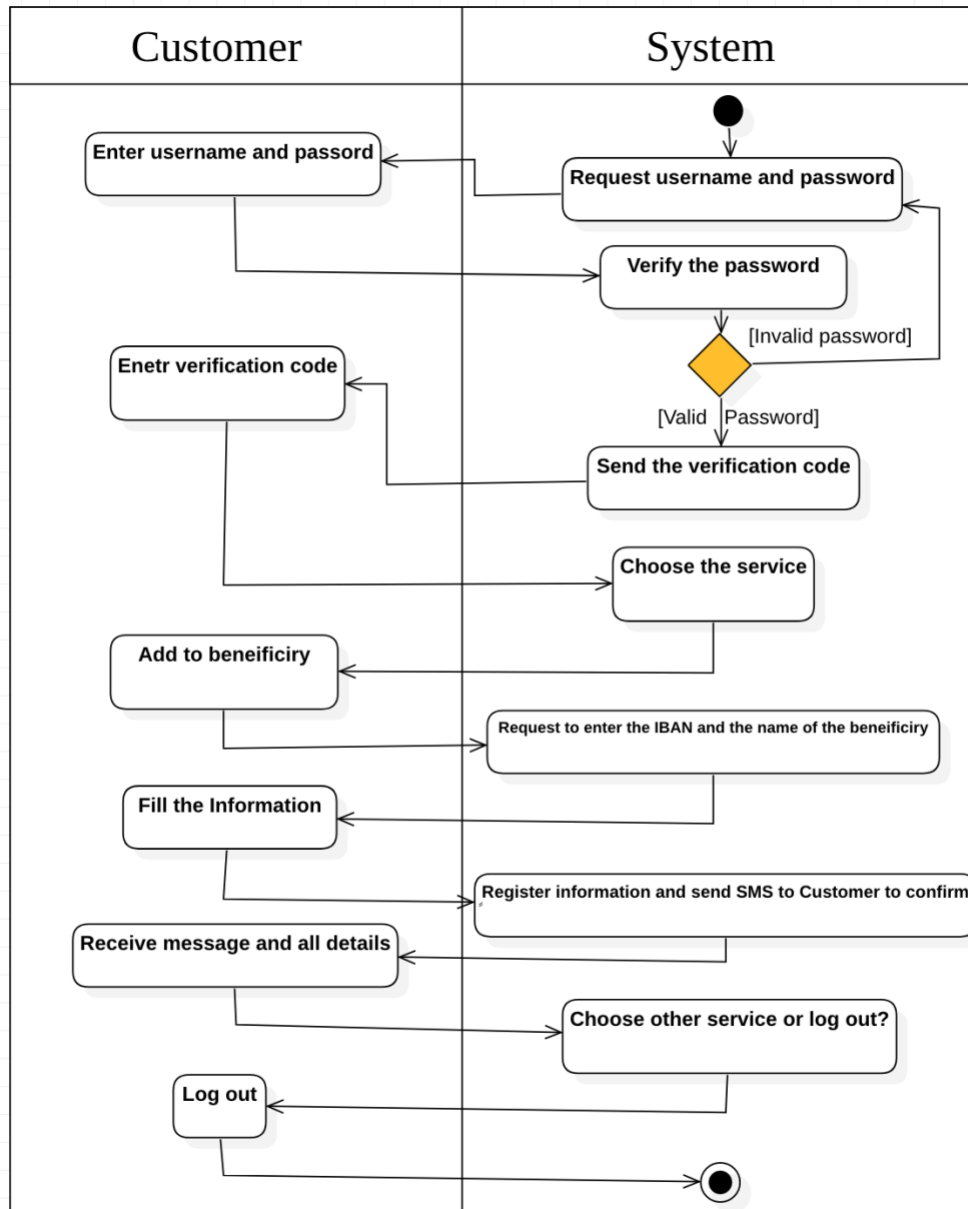 Customer
System
Enter username and passord
Request username and password
Verify the password
[Invalid password]
Enetr verification code
[Valid Password]
Send the verification code
Choose the service
Add to beneificiry
Request to enter the IBAN and the name of the beneificiry
Fill the Information
Register information and send SMS to Customer to confirm
Receive message and all details
Choose other service or log out?
Log out